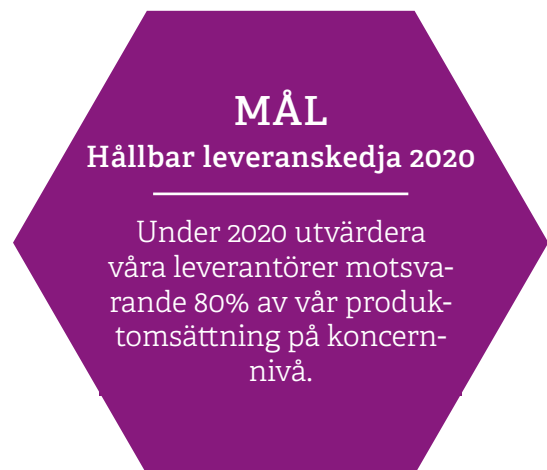 MÅL
Hållbar leveranskedja 2020
Under 2020 utvärdera
våra leverantörer motsva-
rande 80% av vår produk-
tomsättning på koncern-
nivå.